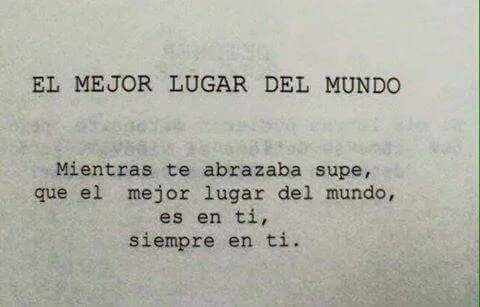 EL MEJOR LUGAR DEL MUNDO
Mientras te abrazaba supe,
que el mejor lugar del mundo,
es en ti,
siempre en ti.